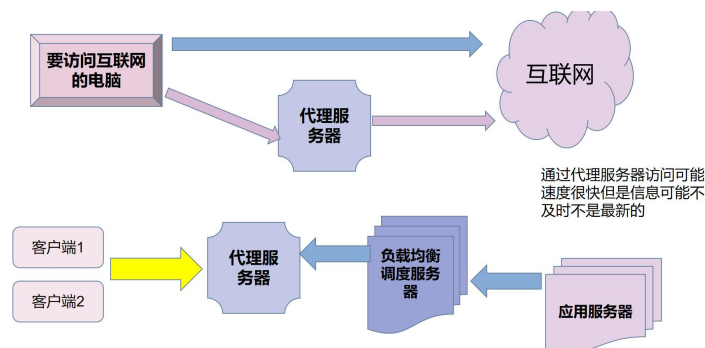 要访问互联网
的电脑
互联网
代理服
务器
通过代理服务器访问可能
速度很快但是信息可能不
及时不是最新的
客户端1
客户端2
代理服
务器
负载均衡
调度服务
器
应用服务器